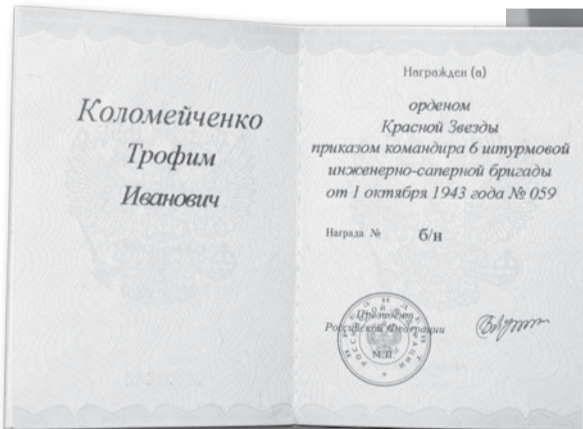 Коломейченко
Трофим
Иванович
Награжден (а)
орденом
Красной Звезды
приказом командира 6 штурмовой
инженерно-саперной бригады
от 1 октября 1943 года № 059
Награда № б/н
Президент
Российской Федерации
М.П.